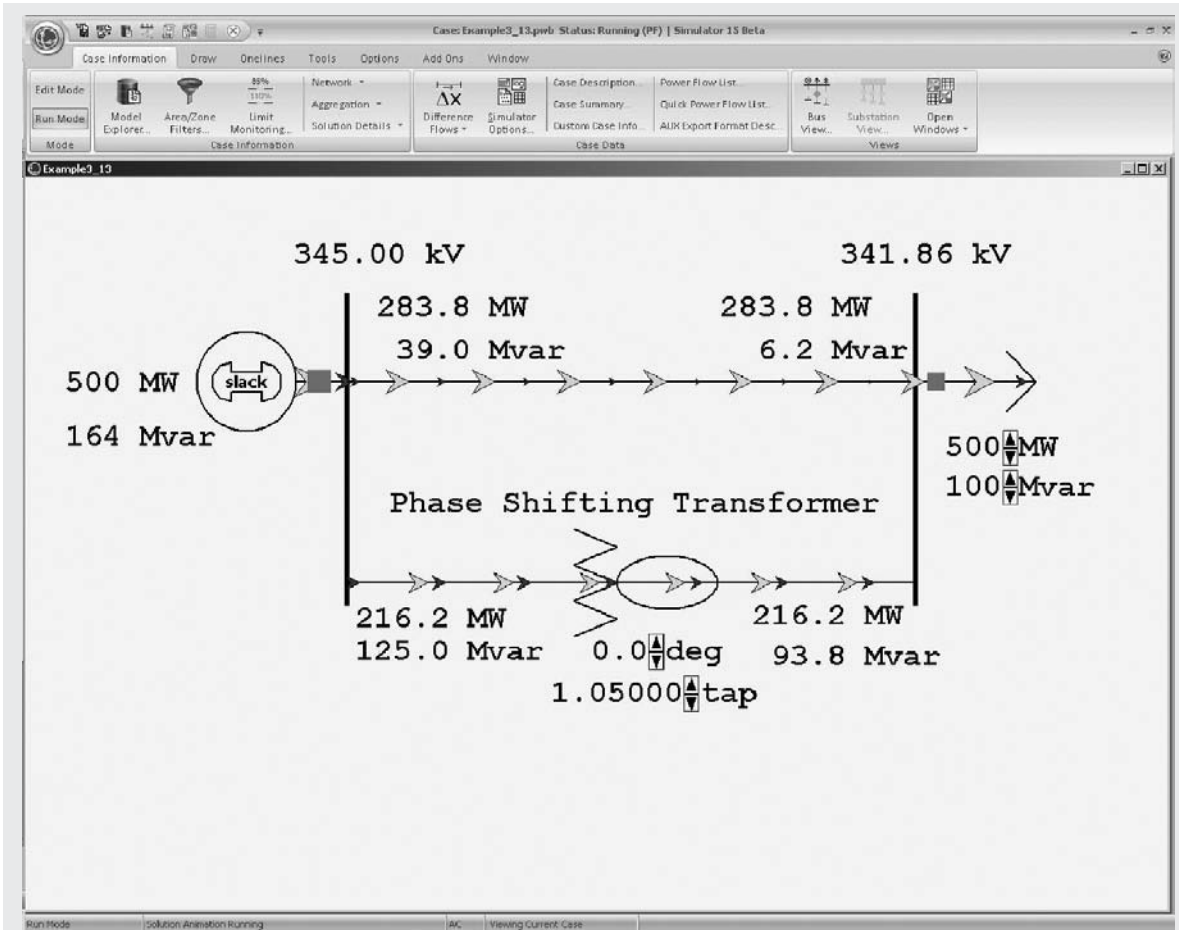 Case: Example3_13.pwb Status: Running (PF) | Simulator 15 Beta
Case Information Draw Onelines Tools Options Add Ons Window
Edit Mode
Run Mode
Mode
Model Explorer...
Area/Zone Filters...
Limit Monitoring...
Network
Aggregation
Solution Details
Case Information
ΔX
Difference Flows
Simulator Options...
Case Description...
Case Summary...
Custom Case Info...
Power Flow List...
Quick Power Flow List...
AUX Export Format Desc...
Case Data
Bus View...
Substation View...
Open Windows
Views
Example3_13
345.00 kV 341.86 kV
283.8 MW 283.8 MW
39.0 Mvar 6.2 Mvar
slack
500 MW
164 Mvar
500 MW
100 Mvar
Phase Shifting Transformer
216.2 MW 216.2 MW
125.0 Mvar 0.0 deg 93.8 Mvar
1.05000 tap
Run Mode Solution Animation Running AC Viewing Current Case